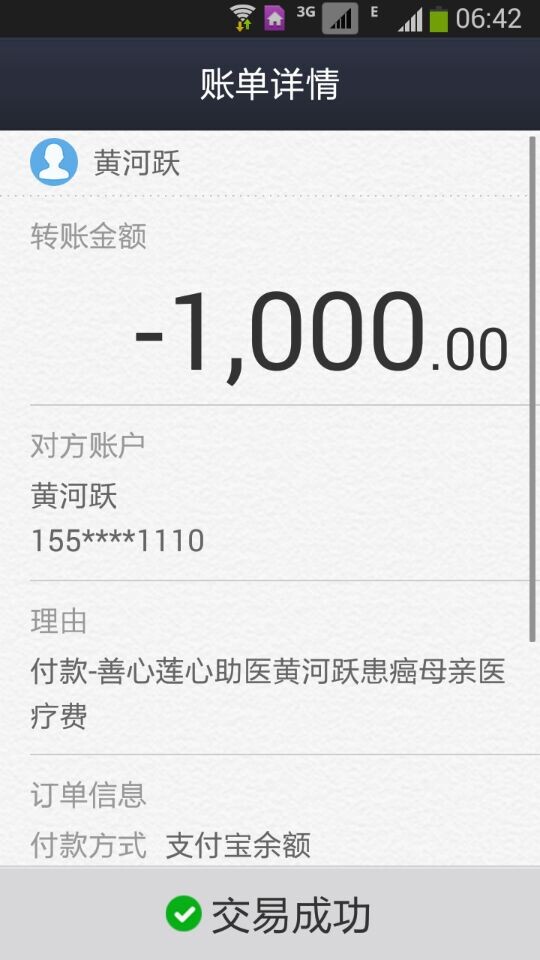 3G E 06:42
账单详情
黄河跃
转账金额
-1,000.00
对方账户
黄河跃
155****1110
理由
付款-善心莲心助医黄河跃患癌母亲医
疗费
订单信息
付款方式 支付宝余额
交易成功